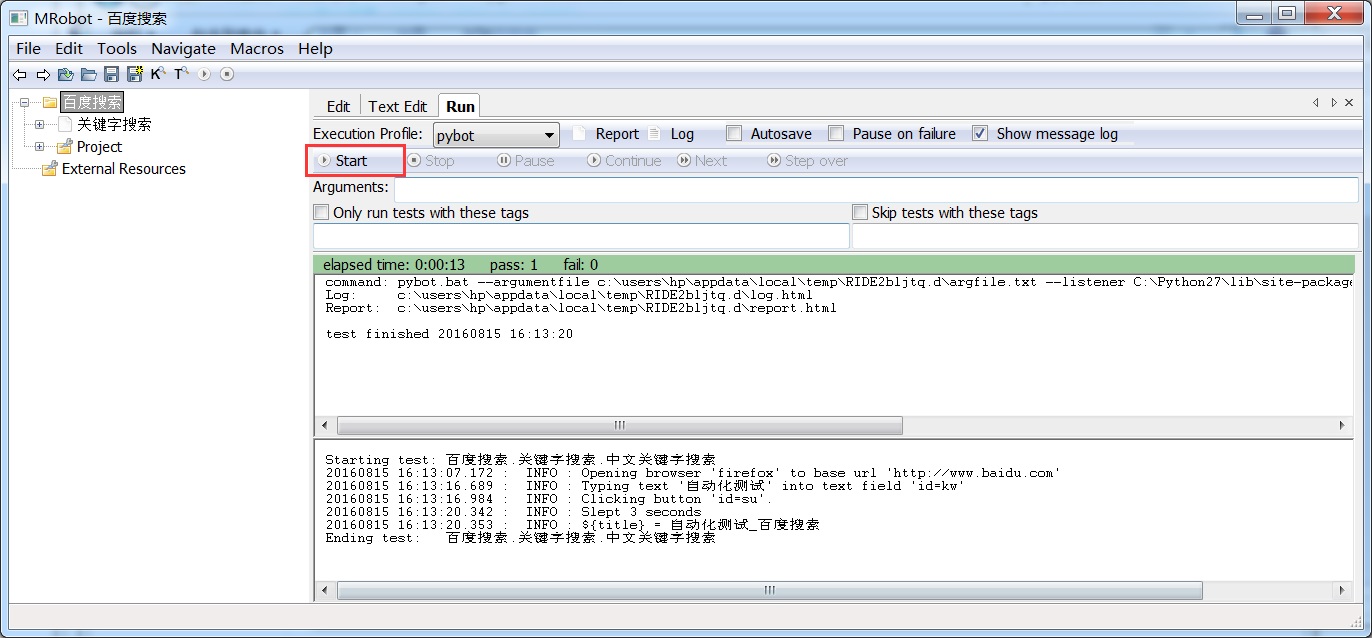 MRobot - 百度搜索
File Edit Tools Navigate Macros Help
K T
百度搜索
关键字搜索
Project
External Resources
Edit Text Edit Run
Execution Profile: pybot Report Log Autosave Pause on failure Show message log
Start Stop Pause Continue Next Step over
Arguments:
Only run tests with these tags Skip tests with these tags
elapsed time: 0:00:13 pass: 1 fail: 0
command: pybot.bat --argumentfile c:\users\hp\appdata\local\temp\RIDE2bljtq.d\argfile.txt --listener C:\Python27\lib\site-package
Log: c:\users\hp\appdata\local\temp\RIDE2bljtq.d\log.html
Report: c:\users\hp\appdata\local\temp\RIDE2bljtq.d\report.html
test finished 20160815 16:13:20
Starting test: 百度搜索.关键字搜索.中文关键字搜索
20160815 16:13:07.172 : INFO : Opening browser 'firefox' to base url 'http://www.baidu.com'
20160815 16:13:16.689 : INFO : Typing text '自动化测试' into text field 'id=kw'
20160815 16:13:16.984 : INFO : Clicking button 'id=su'.
20160815 16:13:20.342 : INFO : Slept 3 seconds
20160815 16:13:20.353 : INFO : ${title} = 自动化测试_百度搜索
Ending test: 百度搜索.关键字搜索.中文关键字搜索